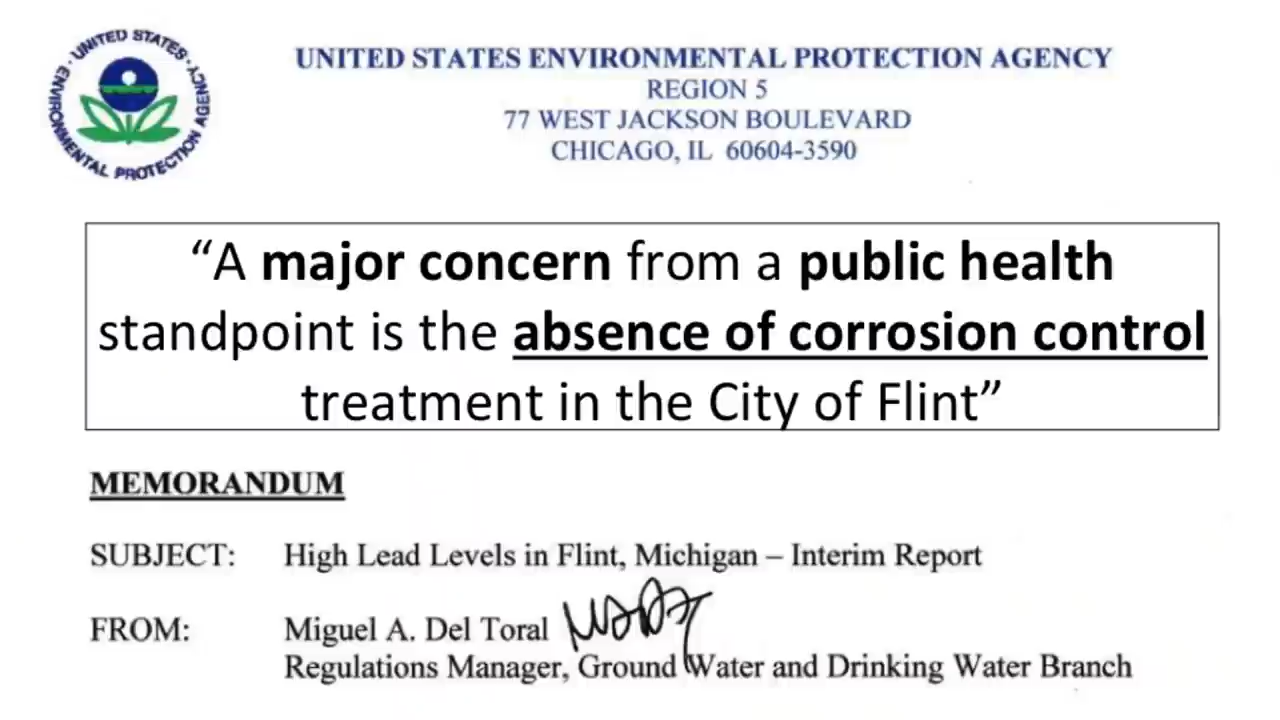 UNITED STATES ENVIRONMENTAL PROTECTION AGENCY
UNITED STATES ENVIRONMENTAL PROTECTION AGENCY
REGION 5
77 WEST JACKSON BOULEVARD
CHICAGO, IL 60604-3590
“A major concern from a public health
standpoint is the absence of corrosion control
treatment in the City of Flint”
MEMORANDUM
SUBJECT: High Lead Levels in Flint, Michigan – Interim Report
FROM: Miguel A. Del Toral
Regulations Manager, Ground Water and Drinking Water Branch